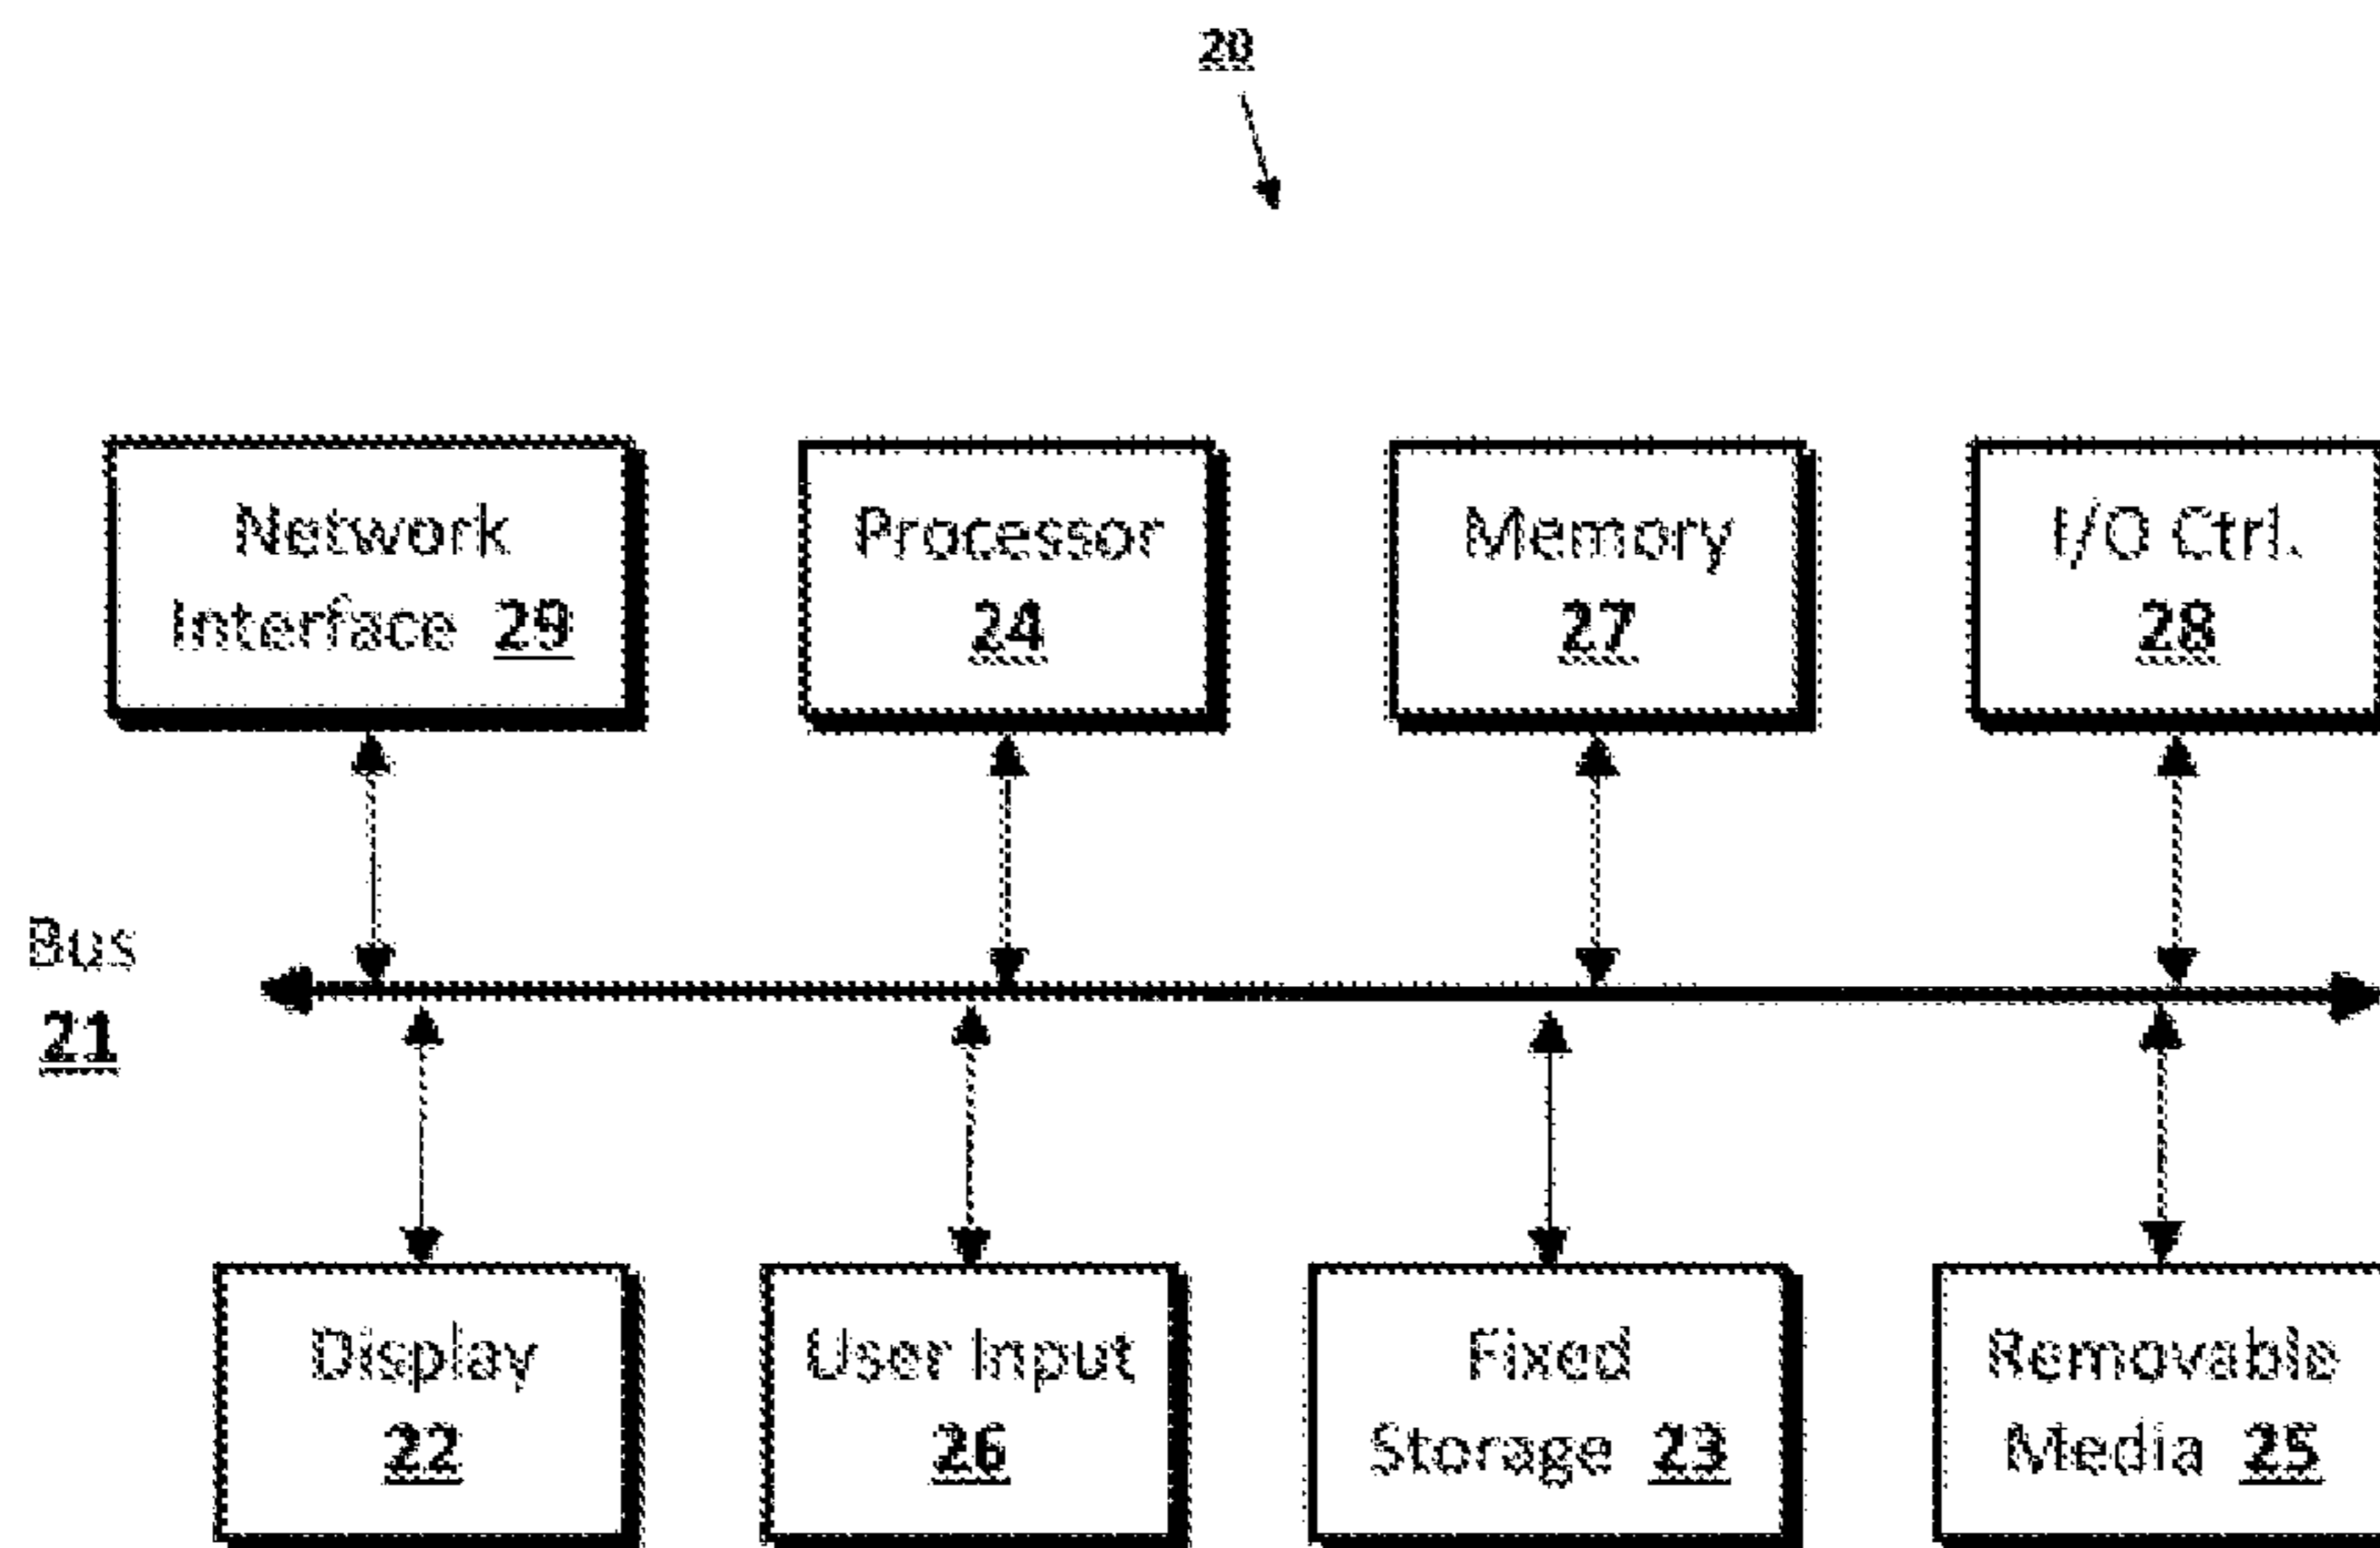 20
Network
Interface 29
Processor
24
Memory
27
I/O Ctrl.
28
Bus
21
Display
22
User Input
26
Fixed
Storage 23
Removable
Media 25